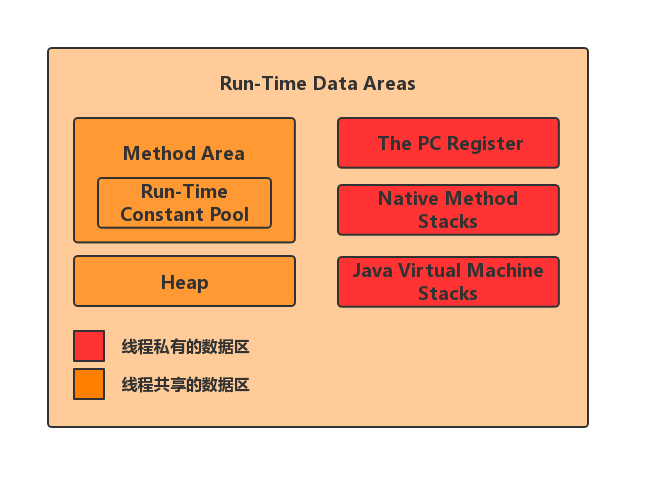 Run-Time Data Areas
Method Area
Run-Time
Constant Pool
Heap
The PC Register
Native Method
Stacks
Java Virtual Machine
Stacks
线程私有的数据区
线程共享的数据区